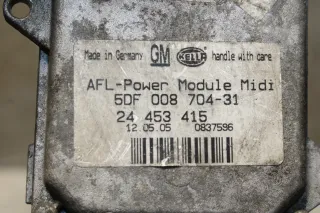 Made in Germany GM HELLA handle with care
AFL-Power Module Midi
5DF 008 704-31
24 453 415
12.05.05 0837596